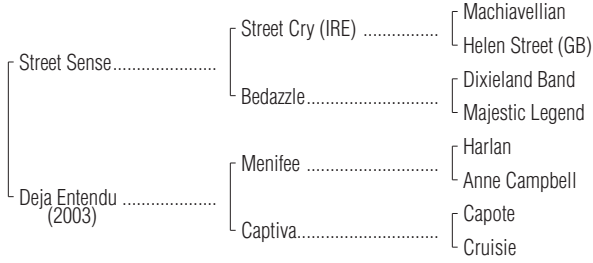 Machiavellian
Street Cry (IRE) ................
Helen Street (GB)
Street Sense......................
Dixieland Band
Bedazzle............................
Majestic Legend
Harlan
Menifee ............................
Anne Campbell
Deja Entendu ....................
(2003)
Capote
Captiva..............................
Cruisie